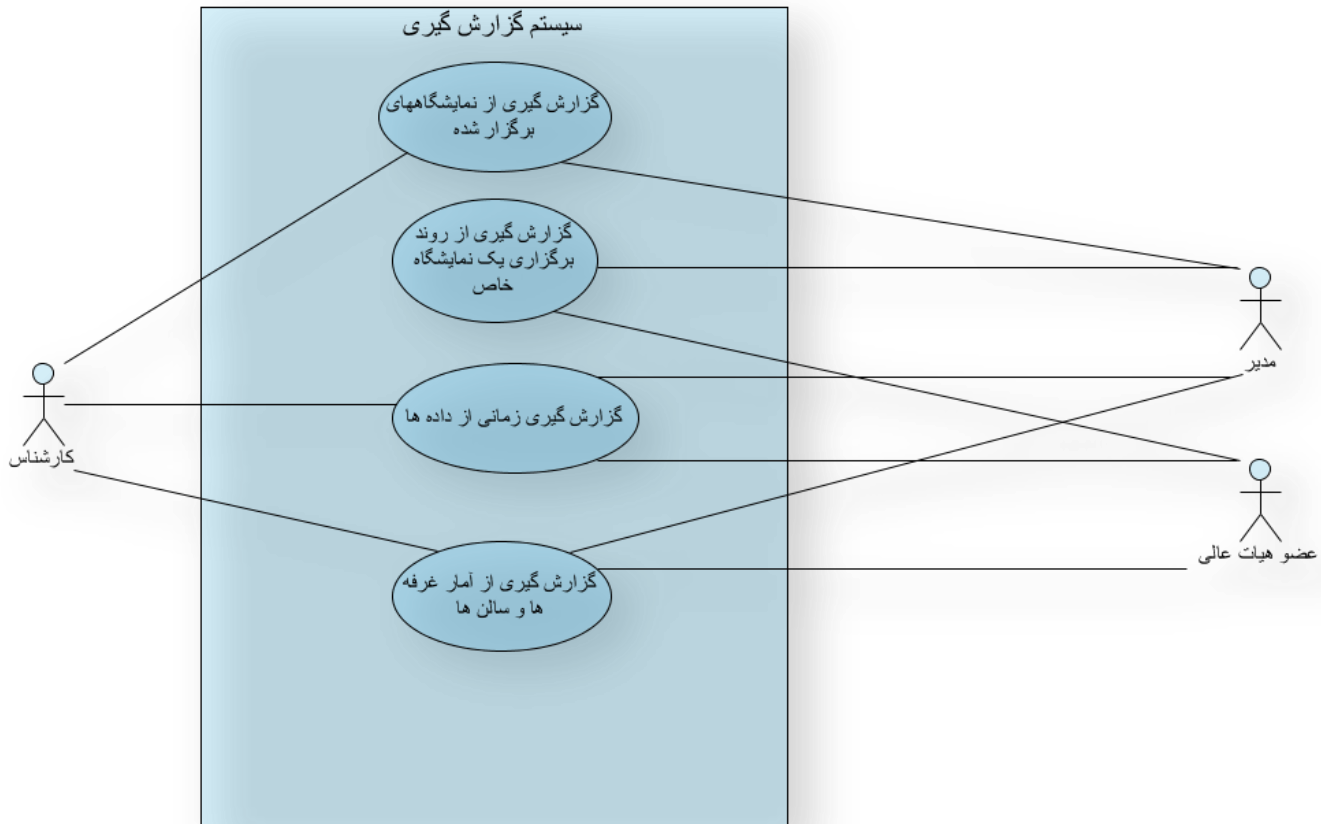 سیستم گزارش گیری
گزارش گیری از نمایشگاههای
برگزار شده
گزارش گیری از روند
برگزاری یک نمایشگاه
خاص
مدیر
گزارش گیری زمانی از داده ها
کارشناس
عضو هیات عالی
گزارش گیری از آمار غرفه
ها و سالن ها